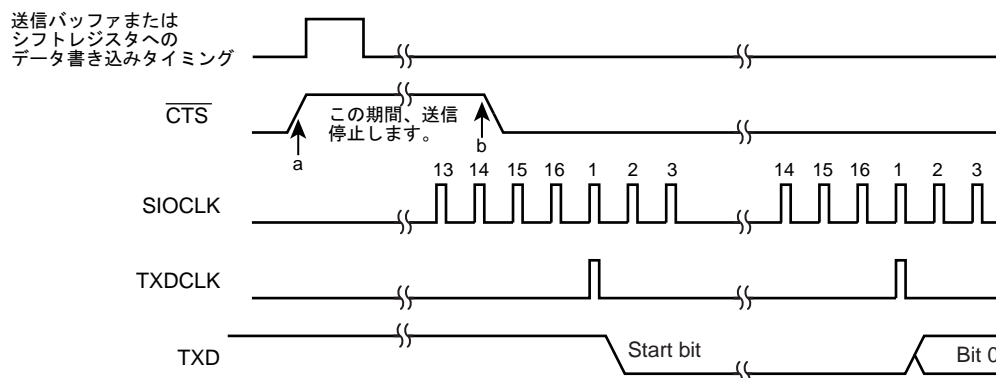 送信バッファまたは
シフトレジスタへの
データ書き込みタイミング
CTS
この期間、送信
停止します。
a
b
13 14 15 16 1 2 3 14 15 16 1 2 3
SIOCLK
TXDCLK
TXD
Start bit
Bit 0